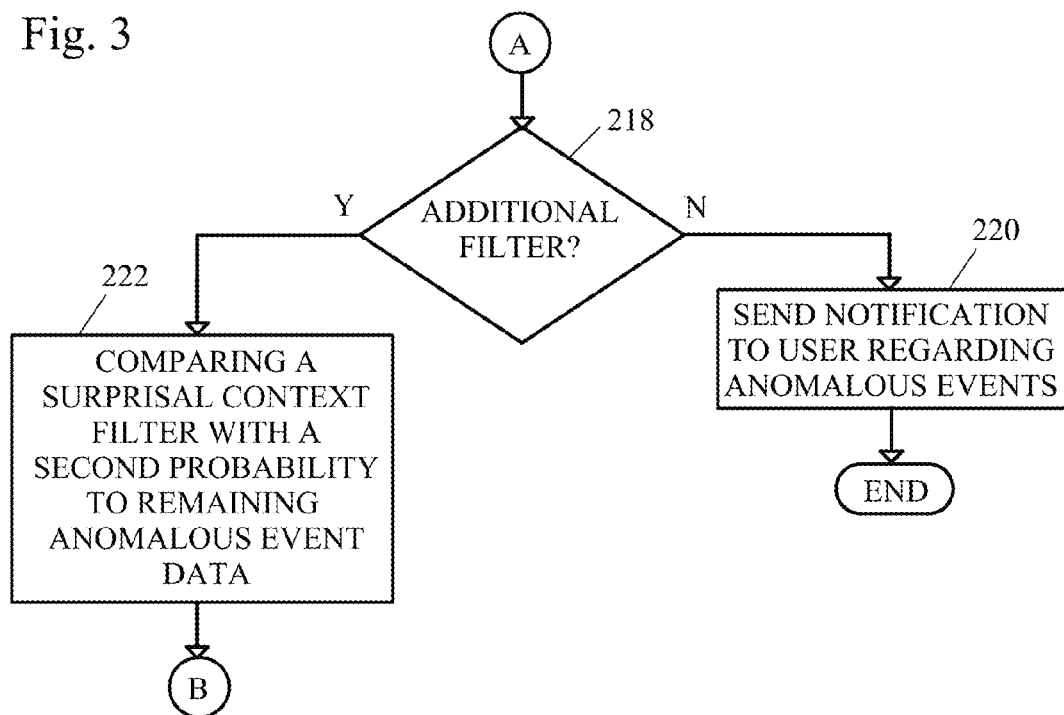 Fig. 3
A
218
Y
ADDITIONAL
FILTER?
N
222
COMPARING A
SURPRISAL CONTEXT
FILTER WITH A
SECOND PROBABILITY
TO REMAINING
ANOMALOUS EVENT
DATA
B
220
SEND NOTIFICATION
TO USER REGARDING
ANOMALOUS EVENTS
END